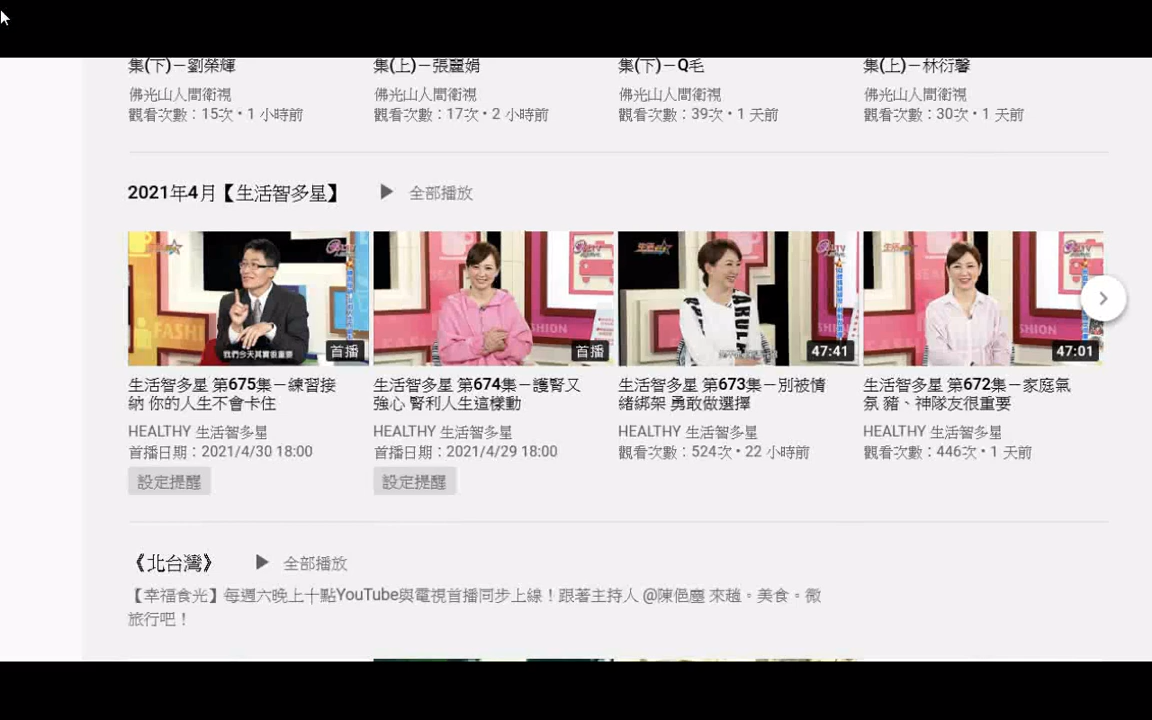 集(下)－劉榮輝
集(上)－張麗娟
集(下)－Q毛
集(上)－林衍馨
佛光山人間衛視
佛光山人間衛視
佛光山人間衛視
佛光山人間衛視
觀看次數：15次・1 小時前
觀看次數：17次・2 小時前
觀看次數：39次・1 天前
觀看次數：30次・1 天前
2021年4月【生活智多星】
全部播放
我們今天其實很重要
首播
首播
47:41
47:01
FASHION
生活智多星 第675集－練習接
納 你的人生不會卡住
HEALTHY 生活智多星
首播日期：2021/4/30 18:00
設定提醒
生活智多星 第674集－護腎又
強心 腎利人生這樣動
HEALTHY 生活智多星
首播日期：2021/4/29 18:00
設定提醒
生活智多星 第673集－別被情
緒綁架 勇敢做選擇
HEALTHY 生活智多星
觀看次數：524次・22 小時前
生活智多星 第672集－家庭氣
氛 豬、神隊友很重要
HEALTHY 生活智多星
觀看次數：446次・1 天前
《北台灣》
全部播放
【幸福食光】每週六晚上十點YouTube與電視首播同步上線！跟著主持人 @陳俋塵 來趟。美食。微
旅行吧！